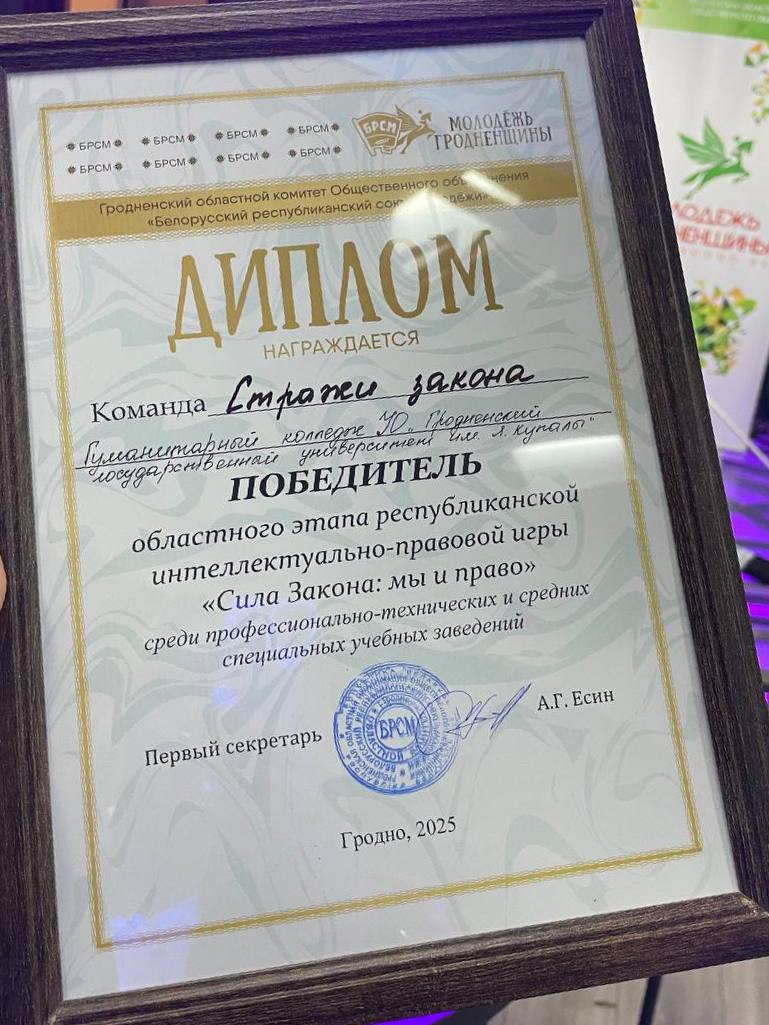 БРСМ БРСМ БРСМ БРСМ
БРСМ БРСМ БРСМ БРСМ
БРСМ
МОЛОДЁЖЬ
ГРОДНЕНЩИНЫ
Гродненский областной комитет Общественного объединения
«Белорусский республиканский союз молодёжи»
ДИПЛОМ
НАГРАЖДАЕТСЯ
Команда Стражи закона
Гуманитарный колледж УО "Гродненский
государственный университет им. Я. Купалы"
ПОБЕДИТЕЛЬ
областного этапа республиканской
интеллектуально-правовой игры
«Сила Закона: мы и право»
среди профессионально-технических и средних
специальных учебных заведений
Первый секретарь
БРСМ
А.Г. Есин
Гродно, 2025